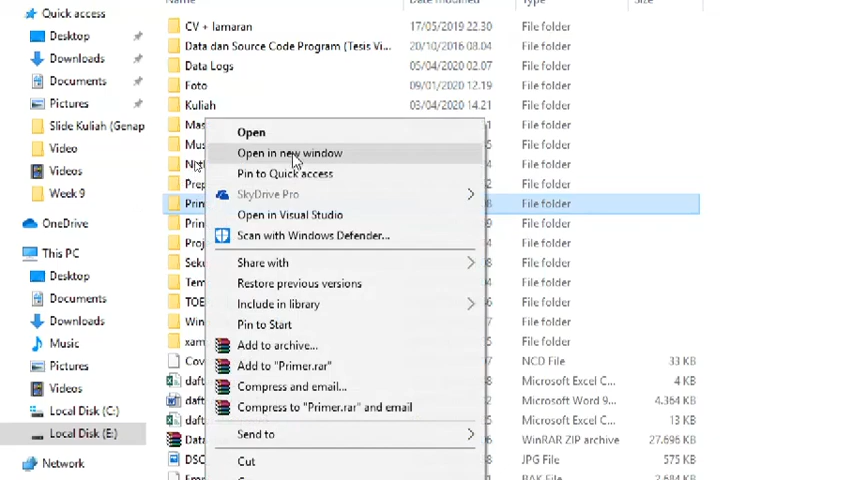 Quick access
Desktop
Downloads
Documents
Pictures
Slide Kuliah (Genap
Video
Videos
Week 9
OneDrive
This PC
Desktop
Documents
Downloads
Music
Pictures
Videos
Local Disk (C:)
Local Disk (E:)
Network
CV + lamaran 17/05/2019 22.30 File folder
Data dan Source Code Program (Tesis Vi... 20/10/2016 08.04 File folder
Data Logs 05/04/2020 02.07 File folder
Foto 09/01/2020 12.19 File folder
Kuliah 03/04/2020 14.21 File folder
File folder
File folder
File folder
File folder
File folder
File folder
File folder
File folder
File folder
File folder
File folder
File folder
NCD File 33 KB
Microsoft Excel C... 4 KB
Microsoft Word 9... 4.364 KB
Microsoft Excel C... 13 KB
WinRAR ZIP archive 27.696 KB
JPG File 575 KB
BAK File 2.684 KB
Open
Open in new window
Pin to Quick access
SkyDrive Pro
Open in Visual Studio
Scan with Windows Defender...
Share with
Restore previous versions
Include in library
Pin to Start
Add to archive...
Add to "Primer.rar"
Compress and email...
Compress to "Primer.rar" and email
Send to
Cut